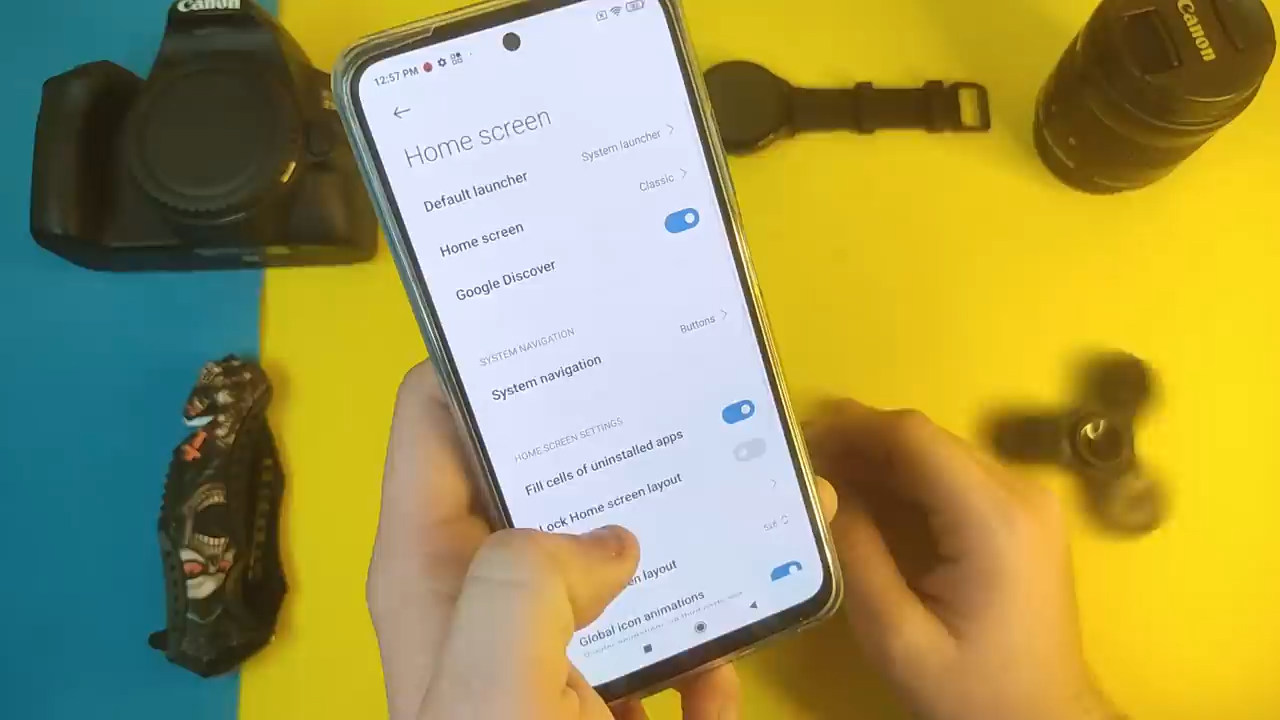 Canon
Canon
12:57 PM
Home screen
Default launcher
System launcher
Home screen
Classic
Google Discover
SYSTEM NAVIGATION
System navigation
Buttons
HOME SCREEN SETTINGS
Fill cells of uninstalled apps
Lock Home screen layout
en layout
5x6
Global icon animations